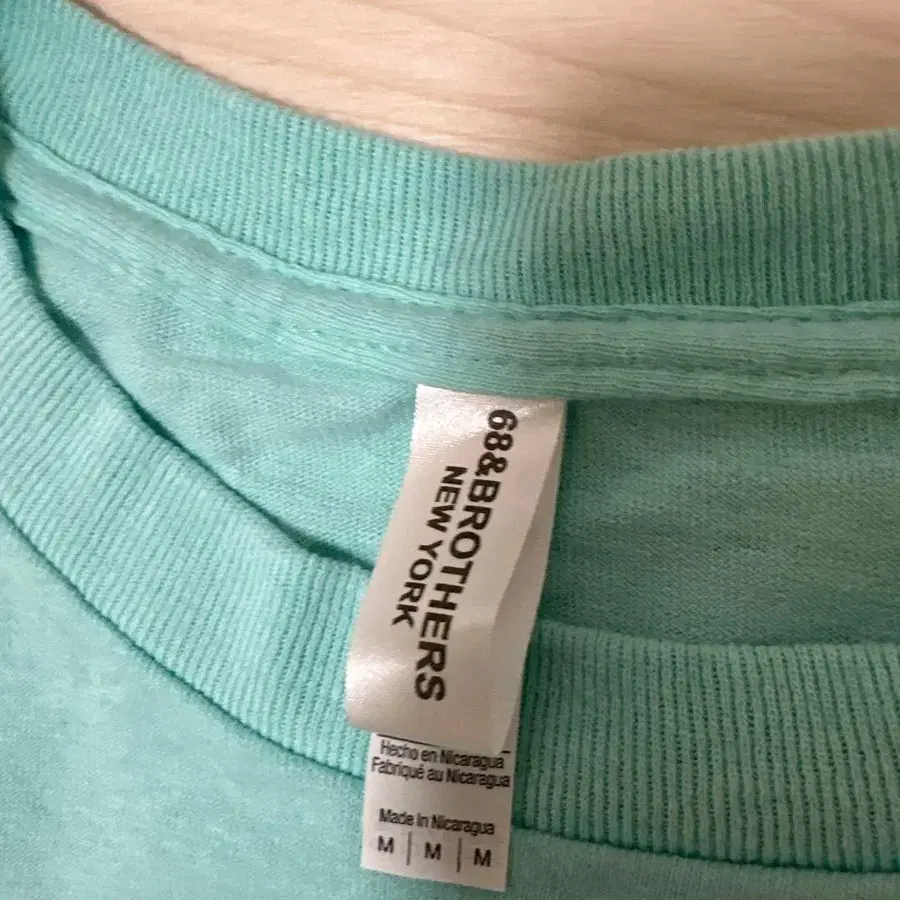 68&&BROTHERS
NEW YORK
Hecho en Nicaragua
Fabriqué au Nicaragua
Made in Nicaragua
M | M | M